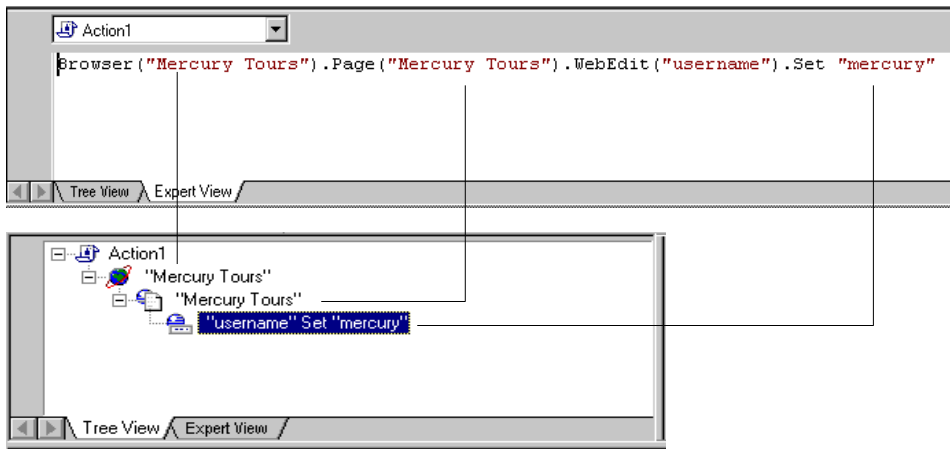 Action1
Browser("Mercury Tours").Page("Mercury Tours").WebEdit("username").Set "mercury"
Tree View Expert View
Action1
"Mercury Tours"
"Mercury Tours"
"username" Set "mercury"
Tree View Expert View